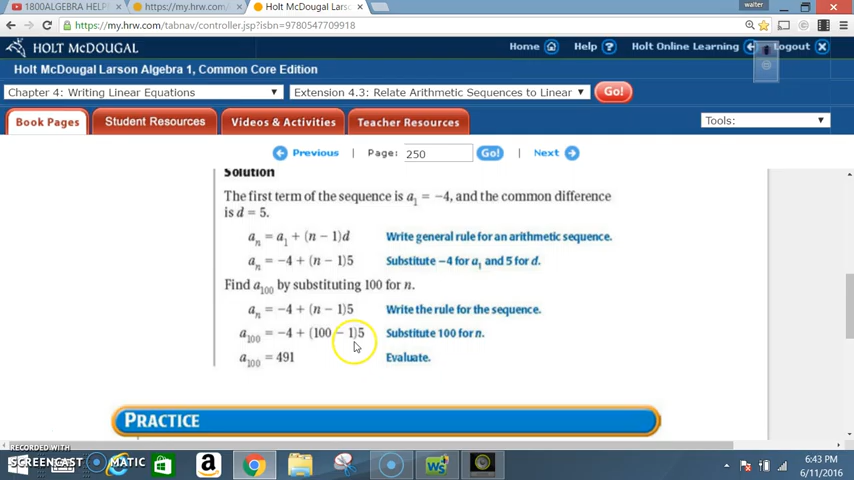 1800ALGEBRA HELP
https://my.hrw.com/tabna
Holt McDougal Larson Alg
walter
https://my.hrw.com/tabnav/controller.jsp?isbn=9780547709918
HOLT MCDOUGAL
Home
Help ?
Holt Online Learning
Logout X
Holt McDougal Larson Algebra 1, Common Core Edition
Chapter 4: Writing Linear Equations
Extension 4.3: Relate Arithmetic Sequences to Linear
Go!
Book Pages
Student Resources
Videos & Activities
Teacher Resources
Tools:
Previous | Page: 250 Go! | Next
Solution
The first term of the sequence is a₁ = −4, and the common difference
is d = 5.
aₙ = a₁ + (n − 1)d Write general rule for an arithmetic sequence.
aₙ = −4 + (n − 1)5 Substitute −4 for a₁ and 5 for d.
Find a₁₀₀ by substituting 100 for n.
aₙ = −4 + (n − 1)5 Write the rule for the sequence.
a₁₀₀ = −4 + (100 − 1)5 Substitute 100 for n.
a₁₀₀ = 491 Evaluate.
PRACTICE
RECORDED WITH
SCREENCAST MATIC
6:43 PM
6/11/2016